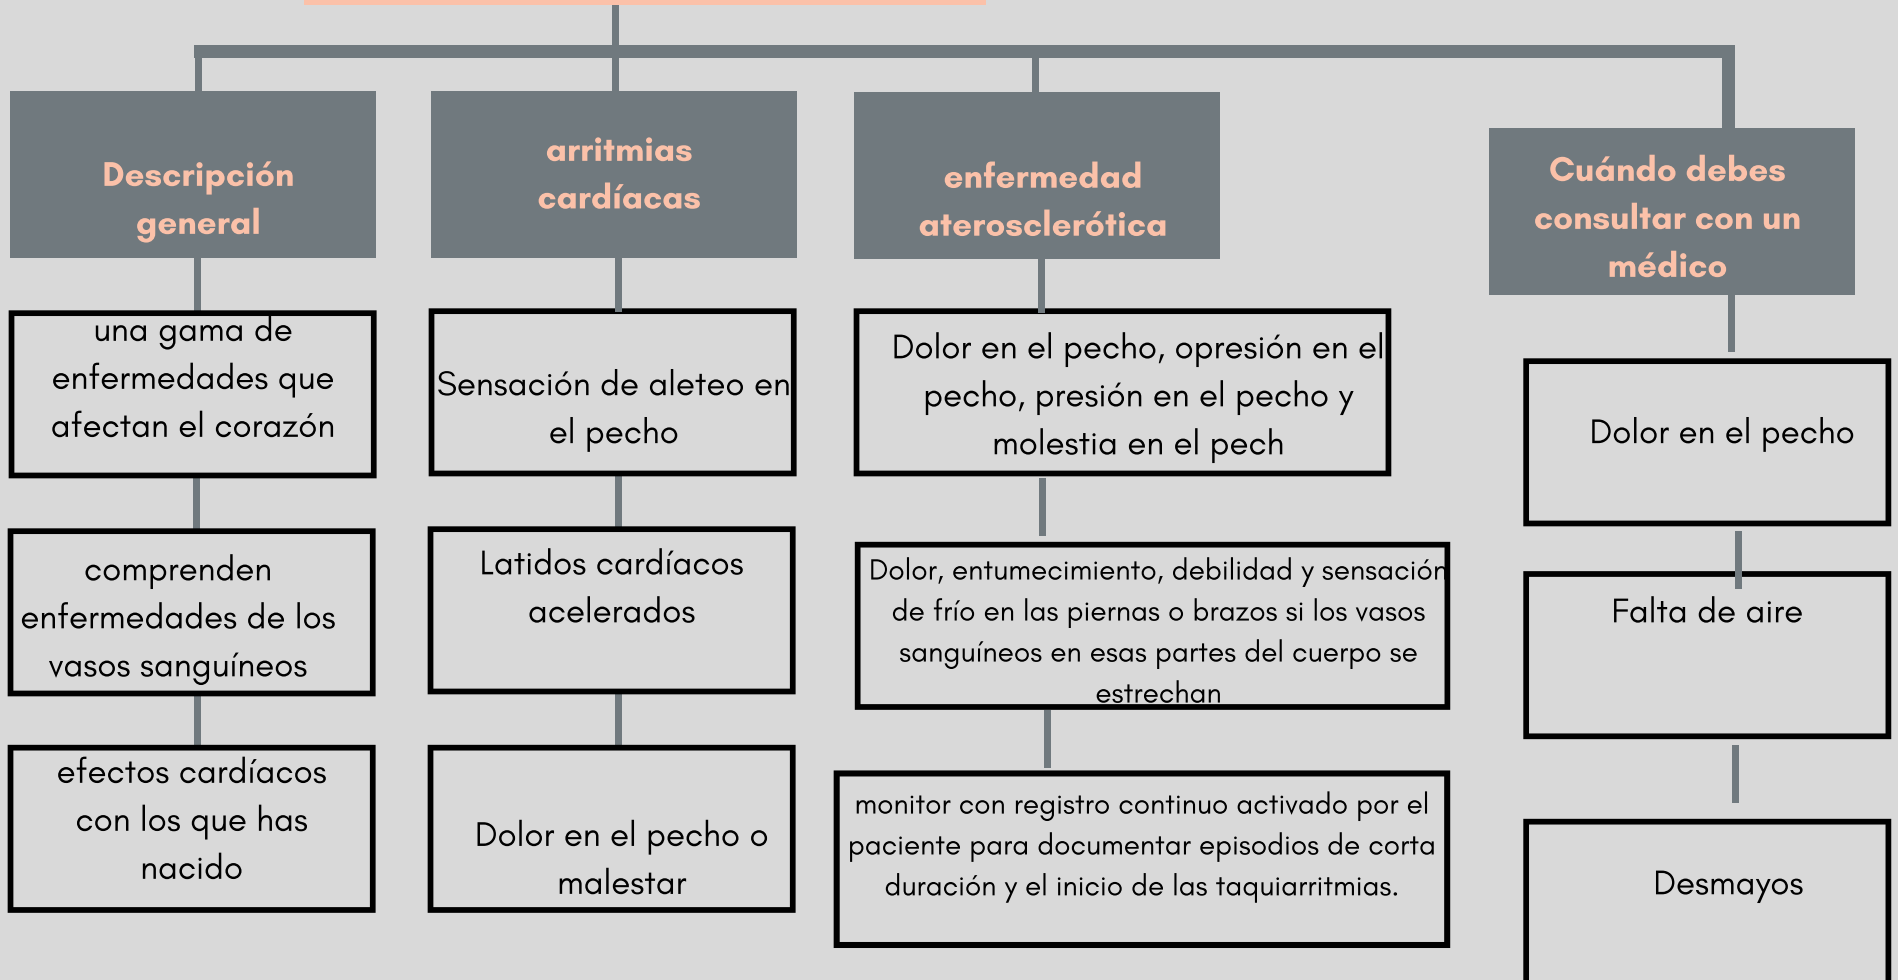 Descripción
general
una gama de
enfermedades que
afectan el corazón
comprenden
enfermedades de los
vasos sanguíneos
efectos cardíacos
con los que has
nacido
arritmias
cardíacas
Sensación de aleteo en
el pecho
Latidos cardíacos
acelerados
Dolor en el pecho o
malestar
enfermedad
aterosclerótica
Dolor en el pecho, opresión en el
pecho, presión en el pecho y
molestia en el pech
Dolor, entumecimiento, debilidad y sensación
de frío en las piernas o brazos si los vasos
sanguíneos en esas partes del cuerpo se
estrechan
monitor con registro continuo activado por el
paciente para documentar episodios de corta
duración y el inicio de las taquiarritmias.
Cuándo debes
consultar con un
médico
Dolor en el pecho
Falta de aire
Desmayos